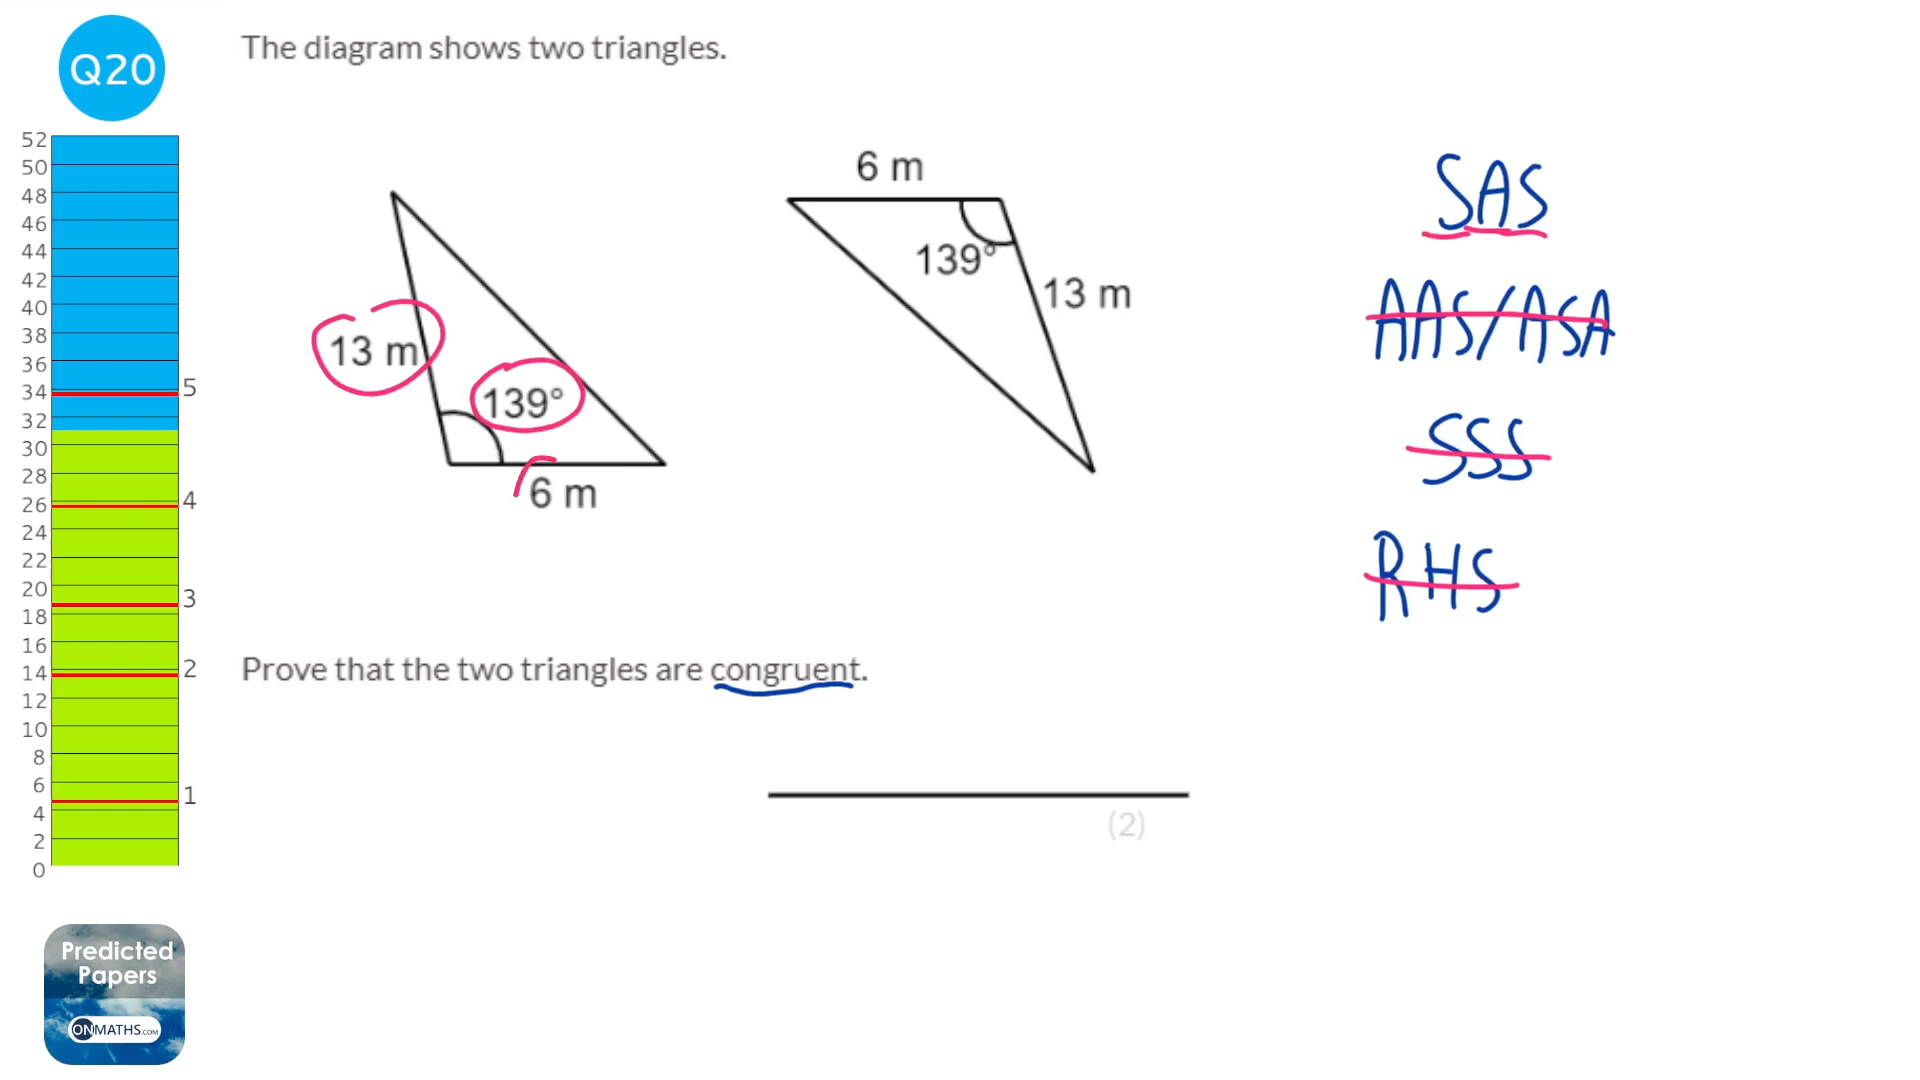 Q20
The diagram shows two triangles.
52
50
48
46
44
42
40
38
36
34
32
30
28
26
24
22
20
18
16
14
12
10
8
6
4
2
0
5
4
3
2
1
13 m
139°
6 m
6 m
139°
13 m
SAS
AAS/ASA
SSS
RHS
Prove that the two triangles are congruent.
(2)
Predicted
Papers
ONMATHS.COM